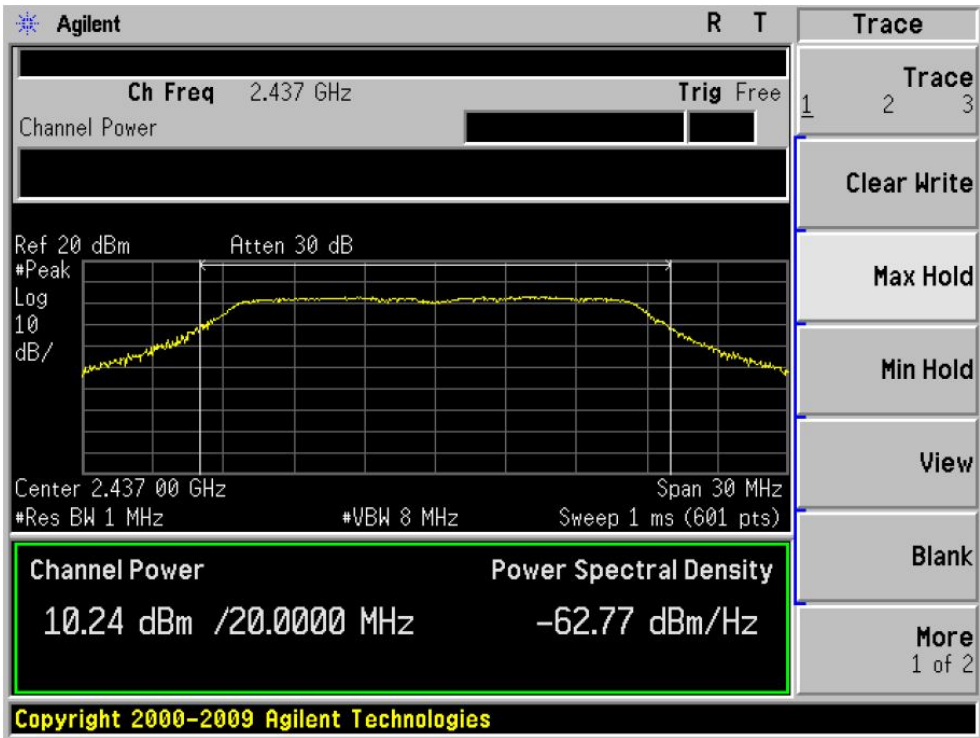 Agilent R T Trace
Ch Freq 2.437 GHz Trig Free
Channel Power
Trace
1 2 3
Clear Write
Max Hold
Min Hold
View
Blank
More
1 of 2
Ref 20 dBm Atten 30 dB
#Peak
Log
10
dB/
Center 2.437 00 GHz Span 30 MHz
#Res BW 1 MHz #VBW 8 MHz Sweep 1 ms (601 pts)
Channel Power Power Spectral Density
10.24 dBm /20.0000 MHz -62.77 dBm/Hz
Copyright 2000-2009 Agilent Technologies